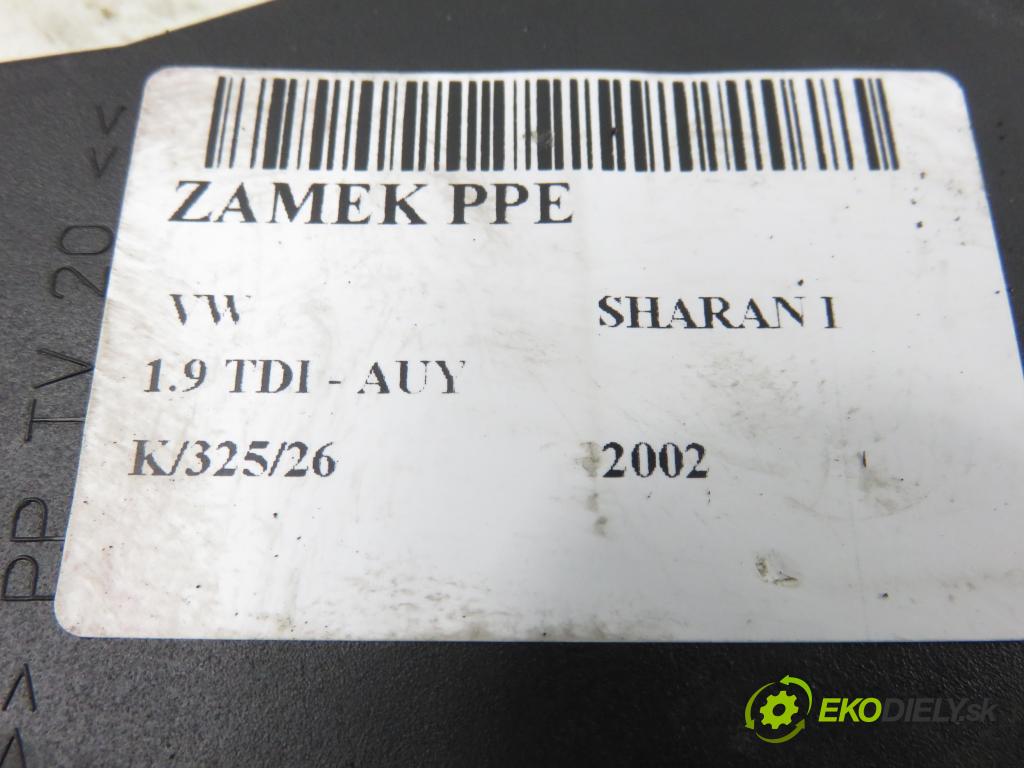 ZAMEK PPE
VW SHARAN I
1.9 TDI - AUY
K/325/26 2002
>> PP TV 20 <<
EKODIELY.sk